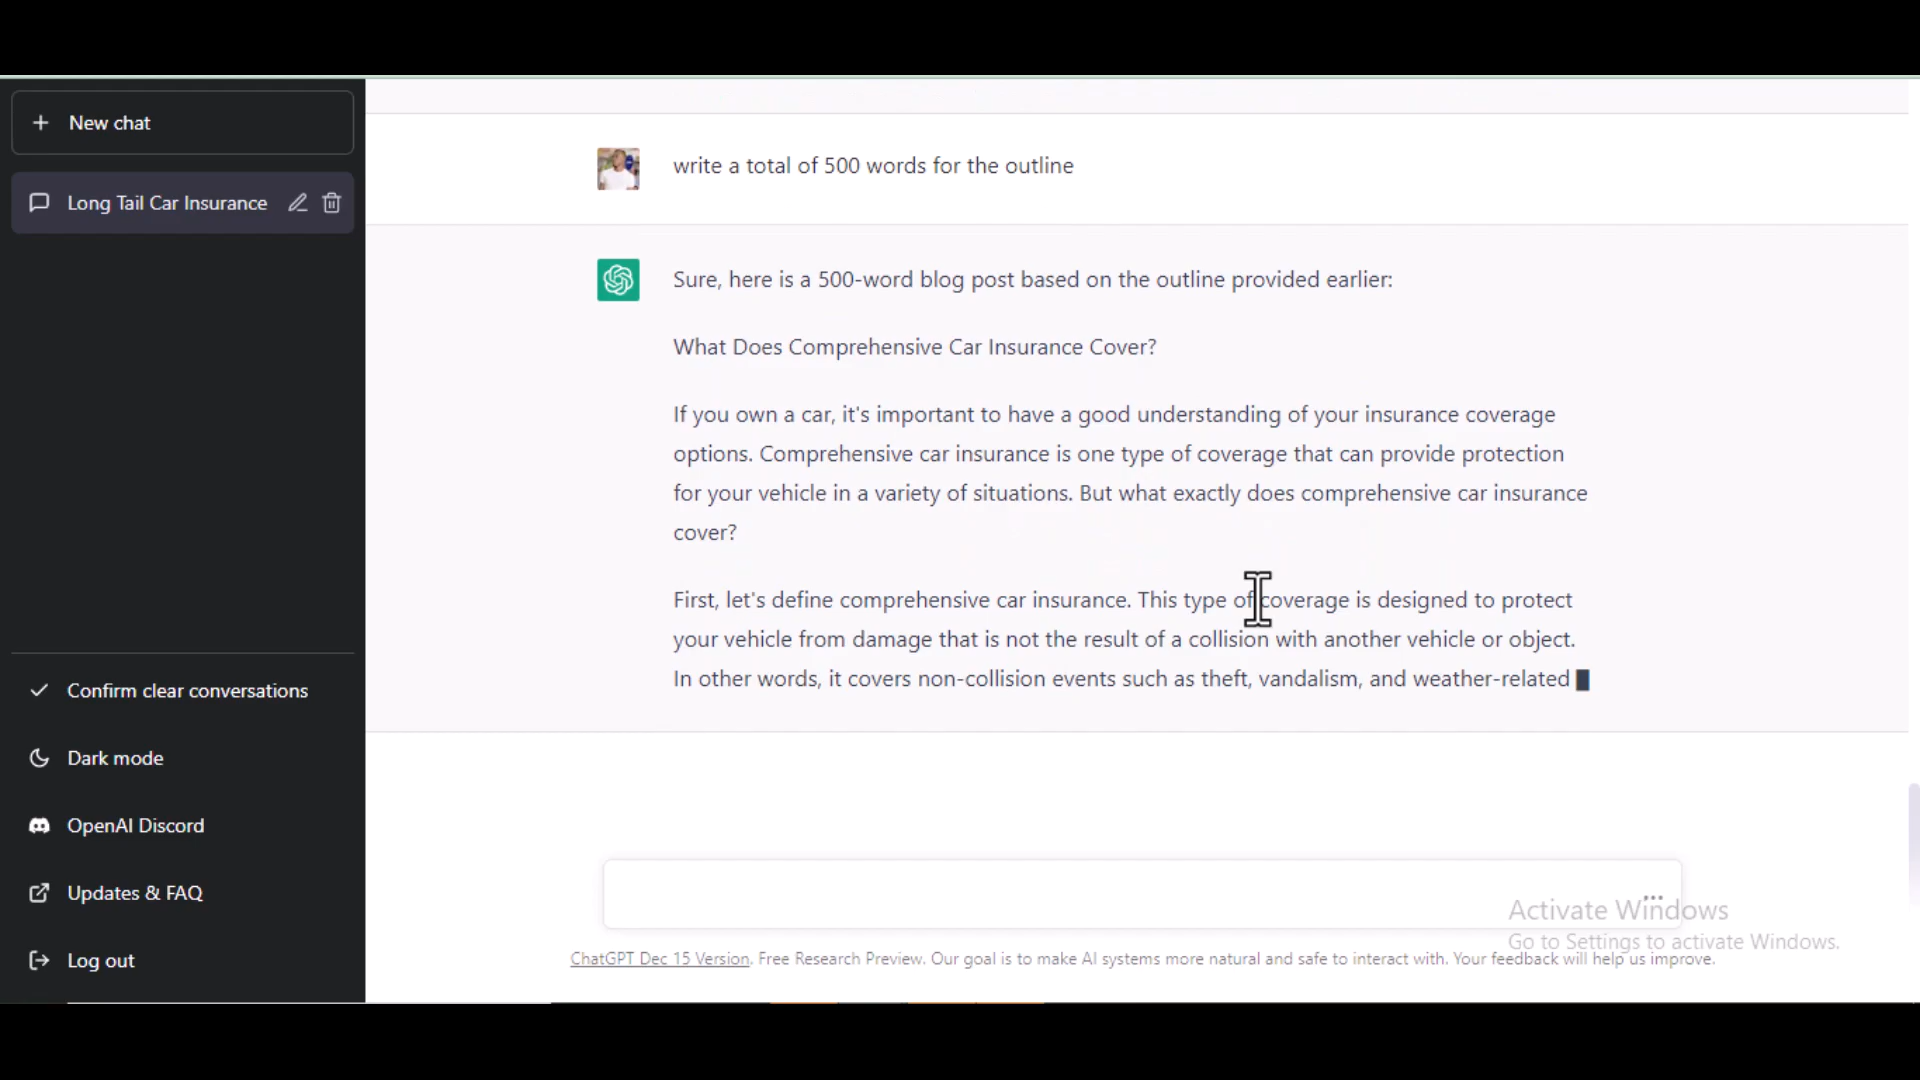 New chat
Long Tail Car Insurance
Confirm clear conversations
Dark mode
OpenAI Discord
Updates & FAQ
Log out
write a total of 500 words for the outline
Sure, here is a 500-word blog post based on the outline provided earlier:
What Does Comprehensive Car Insurance Cover?
If you own a car, it's important to have a good understanding of your insurance coverage
options. Comprehensive car insurance is one type of coverage that can provide protection
for your vehicle in a variety of situations. But what exactly does comprehensive car insurance
cover?
First, let's define comprehensive car insurance. This type of coverage is designed to protect
your vehicle from damage that is not the result of a collision with another vehicle or object.
In other words, it covers non-collision events such as theft, vandalism, and weather-related
...
Activate Windows
Go to Settings to activate Windows.
ChatGPT Dec 15 Version. Free Research Preview. Our goal is to make AI systems more natural and safe to interact with. Your feedback will help us improve.